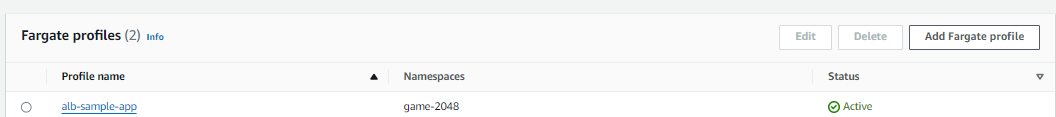 Fargate profiles (2) Info Edit Delete Add Fargate profile
Profile name Namespaces Status
alb-sample-app game-2048 Active